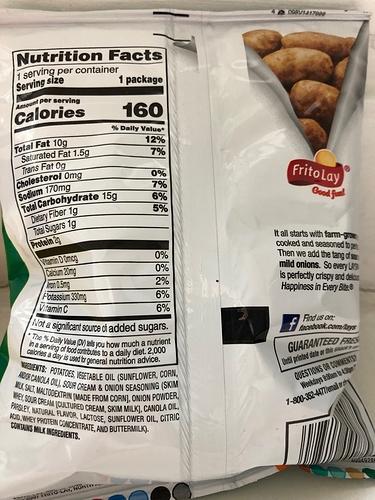 Nutrition Facts
1 serving per container
Serving size 1 package
Amount per serving
Calories 160
% Daily Value*
Total Fat 10g 12%
Saturated Fat 1.5g 7%
Trans Fat 0g
Cholesterol 0mg 0%
Sodium 170mg 7%
Total Carbohydrate 15g 6%
Dietary Fiber 1g 5%
Total Sugars 1g
Protein 2g
Vitamin D 0mcg 0%
Calcium 20mg 0%
Iron 0.5mg 2%
Potassium 330mg 6%
Vitamin C 6%
Not a significant source of added sugars.
*The % Daily Value (DV) tells you how much a nutrient
in a serving of food contributes to a daily diet. 2,000
calories a day is used for general nutrition advice.
INGREDIENTS: POTATOES, VEGETABLE OIL (SUNFLOWER, CORN,
AND/OR CANOLA OIL), SOUR CREAM & ONION SEASONING (SKIM
MILK, SALT, MALTODEXTRIN [MADE FROM CORN], ONION POWDER,
WHEY, SOUR CREAM [CULTURED CREAM, SKIM MILK], CANOLA OIL,
PARSLEY, NATURAL FLAVOR, LACTOSE, SUNFLOWER OIL, CITRIC
ACID, WHEY PROTEIN CONCENTRATE, AND BUTTERMILK).
CONTAINS MILK INGREDIENTS.
Frito Lay
Good fun!
It all starts with farm-grown
cooked and seasoned to
Then we add the tang of
mild onions. So every
is perfectly crispy and
Happiness in Every Bite.®
Find us on:
facebook.com/lays
GUARANTEED FRESH
Until printed date or this
QUESTIONS OR COMMENTS?
Weekdays
1-800-352-4477